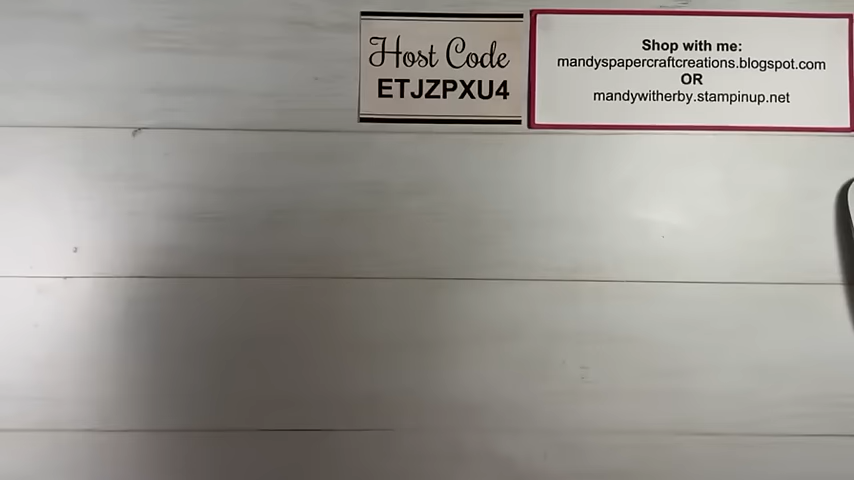 Host Code
ETJZPXU4
Shop with me:
mandyspapercraftcreations.blogspot.com
OR
mandywitherby.stampinup.net